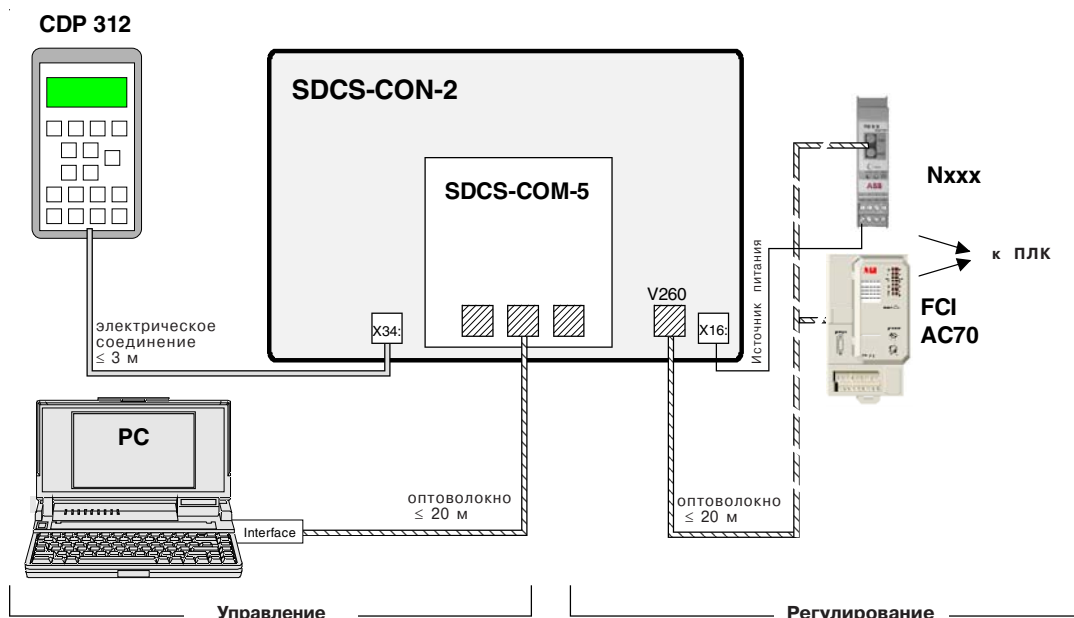 CDP 312
SDCS-CON-2
SDCS-COM-5
Nxxx
к ПЛК
FCI
AC70
ABB
V260
X34:
X16:
Источник питания
электрическое
соединение
≤ 3 м
PC
Interface
оптоволокно
≤ 20 м
оптоволокно
≤ 20 м
Управление
Регулирование